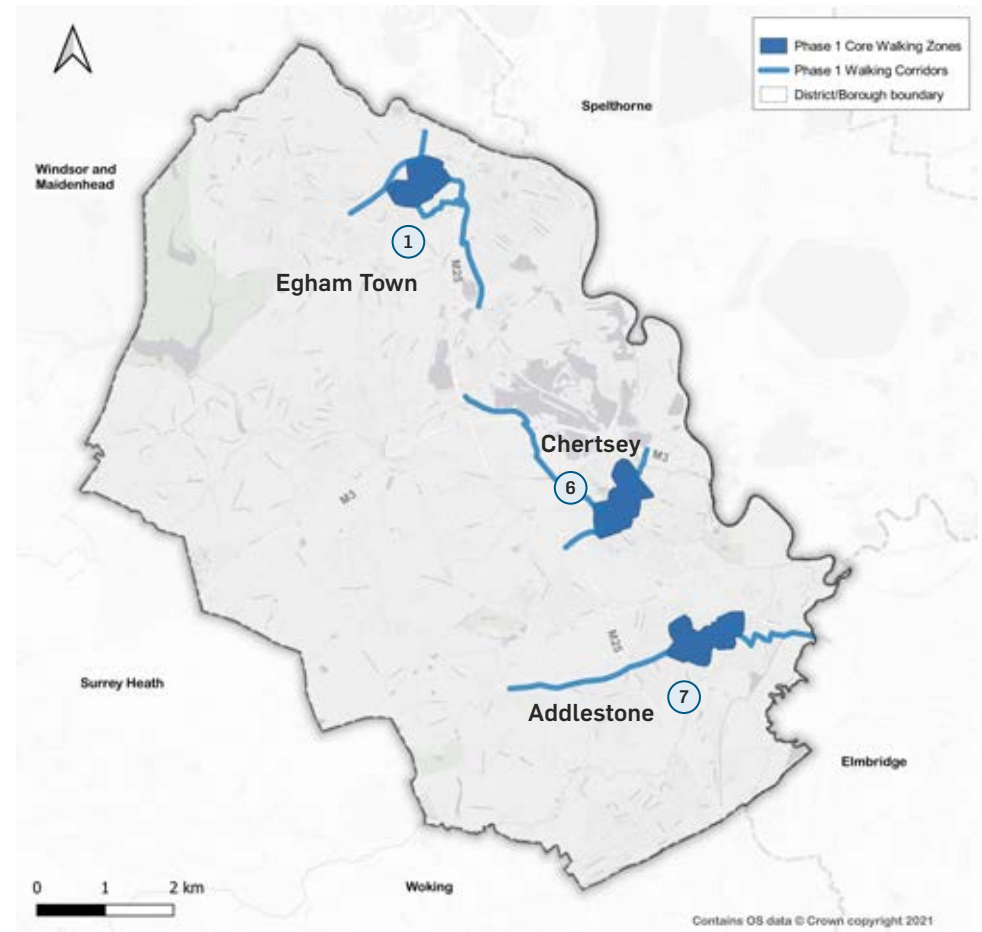 Phase 1 Core Walking Zones
Phase 1 Walking Corridors
District/Borough boundary
Spelthorne
Windsor and
Maidenhead
1
M25
Egham Town
Chertsey
M3
6
M3
M25
Surrey Heath
7
Addlestone
Elmbridge
0 1 2 km
Woking
Contains OS data © Crown copyright 2021